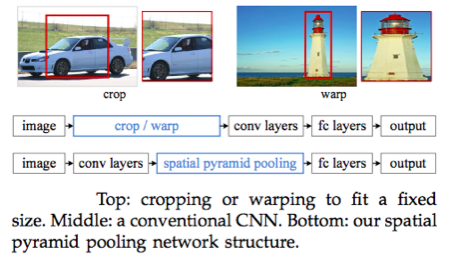 crop
warp
image
crop / warp
conv layers
fc layers
output
image
conv layers
spatial pyramid pooling
fc layers
output
Top: cropping or warping to fit a fixed
size. Middle: a conventional CNN. Bottom: our spatial
pyramid pooling network structure.